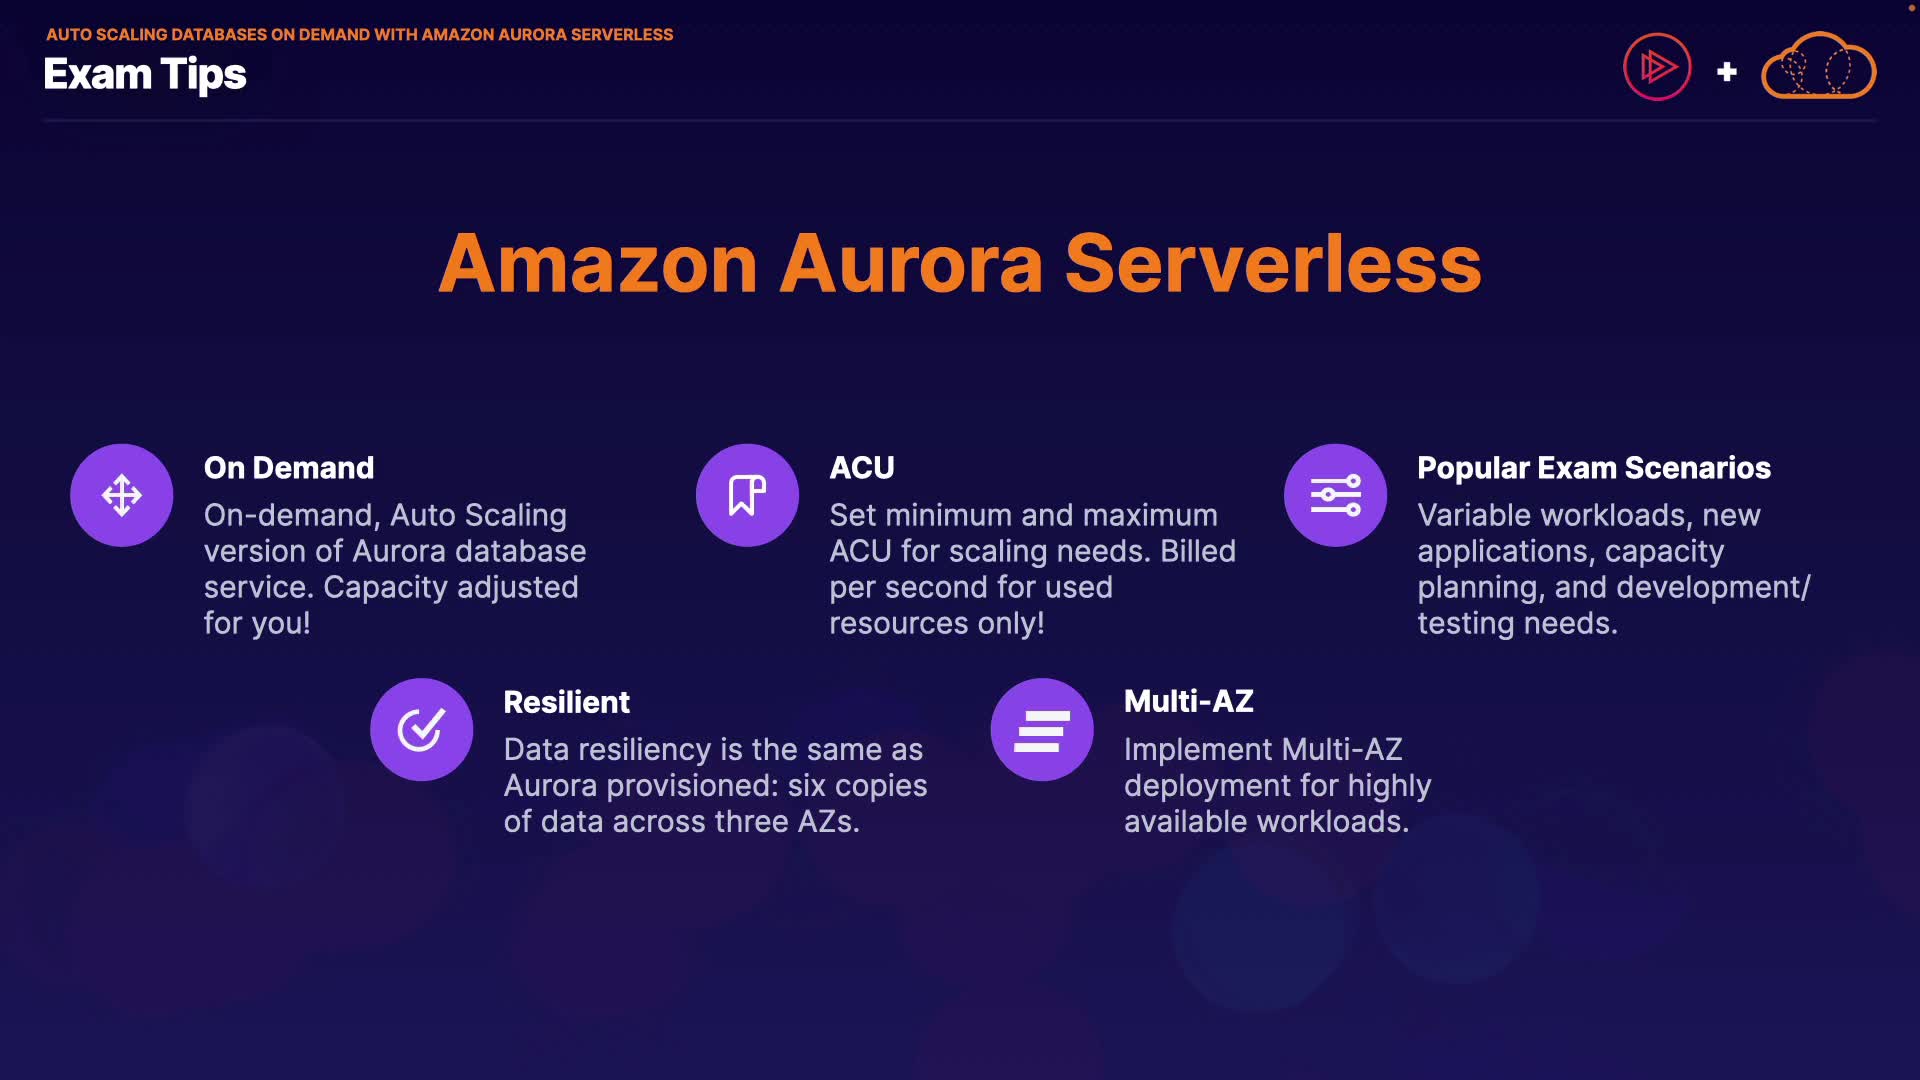 AUTO SCALING DATABASES ON DEMAND WITH AMAZON AURORA SERVERLESS
Exam Tips
Amazon Aurora Serverless
On Demand
On-demand, Auto Scaling
version of Aurora database
service. Capacity adjusted
for you!
ACU
Set minimum and maximum
ACU for scaling needs. Billed
per second for used
resources only!
Popular Exam Scenarios
Variable workloads, new
applications, capacity
planning, and development/
testing needs.
Resilient
Data resiliency is the same as
Aurora provisioned: six copies
of data across three AZs.
Multi-AZ
Implement Multi-AZ
deployment for highly
available workloads.